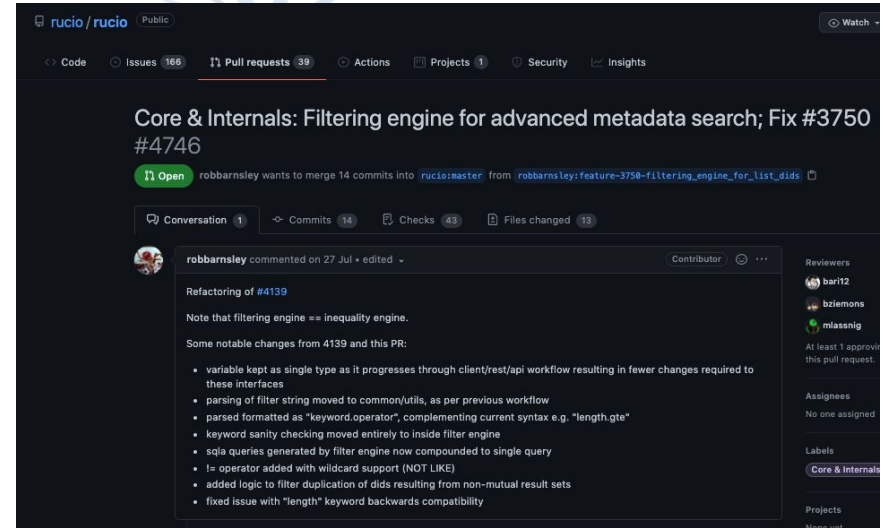 rucio / rucio Public
Watch
Code Issues 166 Pull requests 39 Actions Projects 1 Security Insights
Core & Internals: Filtering engine for advanced metadata search; Fix #3750
#4746
Open robbarnsley wants to merge 14 commits into rucio:master from robbarnsley:feature-3750-filtering_engine_for_list_dids
Conversation 1 Commits 14 Checks 43 Files changed 13
robbarnsley commented on 27 Jul • edited
Contributor
Refactoring of #4139
Note that filtering engine == inequality engine.
Some notable changes from 4139 and this PR:
• variable kept as single type as it progresses through client/rest/api workflow resulting in fewer changes required to
these interfaces
• parsing of filter string moved to common/utils, as per previous workflow
• parsed formatted as "keyword.operator", complementing current syntax e.g. "length.gte"
• keyword sanity checking moved entirely to inside filter engine
• sqla queries generated by filter engine now compounded to single query
• != operator added with wildcard support (NOT LIKE)
• added logic to filter duplication of dids resulting from non-mutual result sets
• fixed issue with "length" keyword backwards compatibility
Reviewers
bari12
bziemons
mlassnig
At least 1 approvin
this pull request.
Assignees
No one assigned
Labels
Core & Internals
Projects
None yet